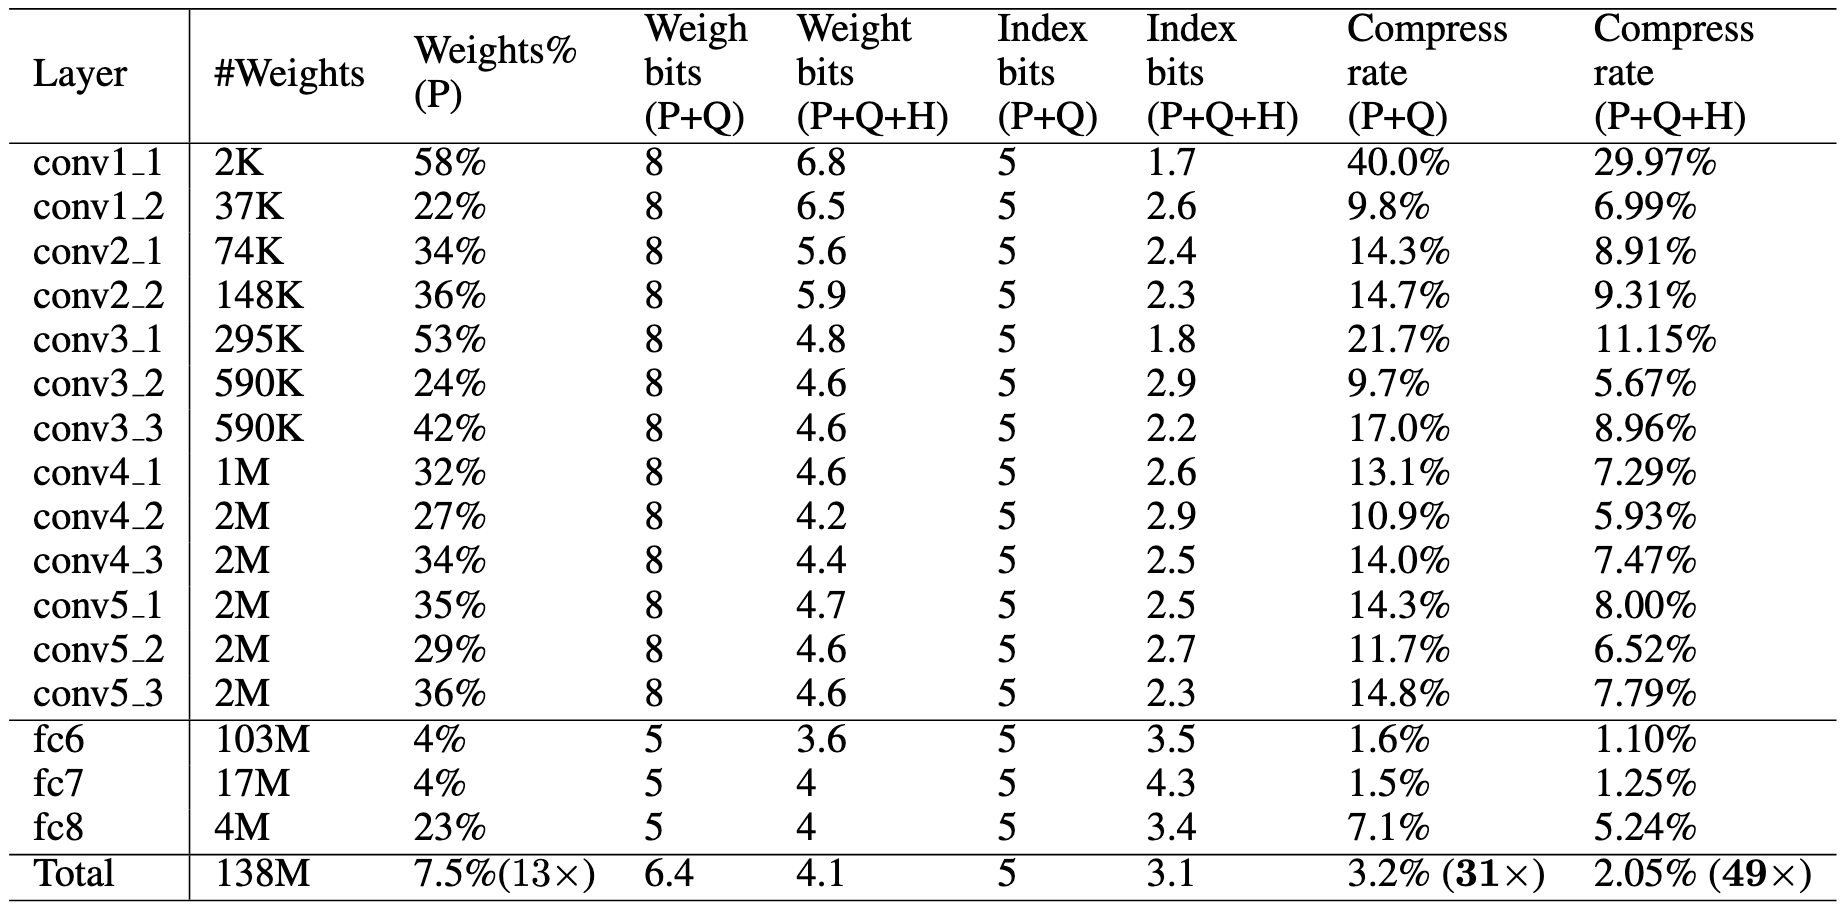 Layer #Weights Weights% (P) Weigh bits (P+Q) Weight bits (P+Q+H) Index bits (P+Q) Index bits (P+Q+H) Compress rate (P+Q) Compress rate (P+Q+H)
conv1_1 2K 58% 8 6.8 5 1.7 40.0% 29.97%
conv1_2 37K 22% 8 6.5 5 2.6 9.8% 6.99%
conv2_1 74K 34% 8 5.6 5 2.4 14.3% 8.91%
conv2_2 148K 36% 8 5.9 5 2.3 14.7% 9.31%
conv3_1 295K 53% 8 4.8 5 1.8 21.7% 11.15%
conv3_2 590K 24% 8 4.6 5 2.9 9.7% 5.67%
conv3_3 590K 42% 8 4.6 5 2.2 17.0% 8.96%
conv4_1 1M 32% 8 4.6 5 2.6 13.1% 7.29%
conv4_2 2M 27% 8 4.2 5 2.9 10.9% 5.93%
conv4_3 2M 34% 8 4.4 5 2.5 14.0% 7.47%
conv5_1 2M 35% 8 4.7 5 2.5 14.3% 8.00%
conv5_2 2M 29% 8 4.6 5 2.7 11.7% 6.52%
conv5_3 2M 36% 8 4.6 5 2.3 14.8% 7.79%
fc6 103M 4% 5 3.6 5 3.5 1.6% 1.10%
fc7 17M 4% 5 4 5 4.3 1.5% 1.25%
fc8 4M 23% 5 4 5 3.4 7.1% 5.24%
Total 138M 7.5%(13×) 6.4 4.1 5 3.1 3.2% (31×) 2.05% (49×)